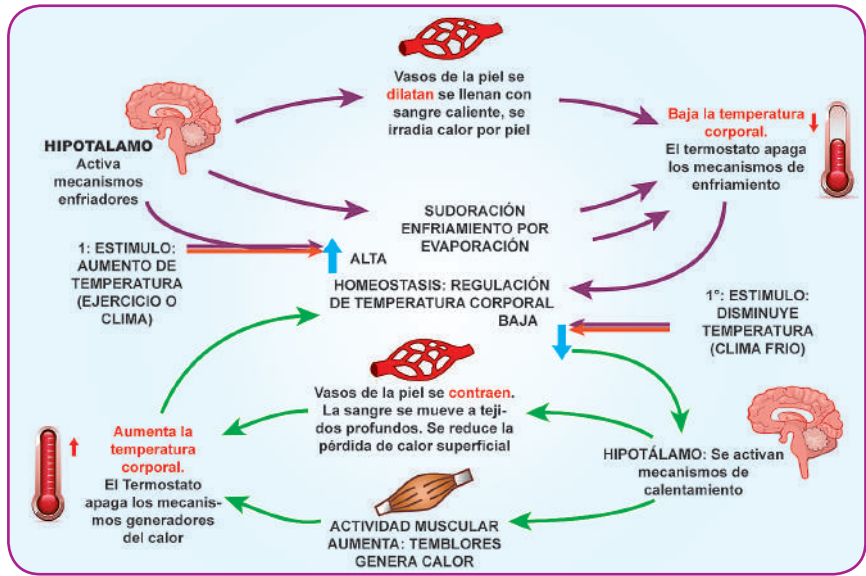 Vasos de la piel se
dilatan se llenan con
sangre caliente, se
irradia calor por piel
Baja la temperatura
corporal.
El termostato apaga
los mecanismos de
enfriamiento
HIPOTALAMO
Activa
mecanismos
enfriadores
SUDORACIÓN
ENFRIAMIENTO POR
EVAPORACIÓN
1: ESTIMULO:
AUMENTO DE
TEMPERATURA
(EJERCICIO O
CLIMA)
ALTA
HOMEOSTASIS: REGULACIÓN
DE TEMPERATURA CORPORAL
BAJA
1°: ESTIMULO:
DISMINUYE
TEMPERATURA
(CLIMA FRIO)
Vasos de la piel se contraen.
La sangre se mueve a teji-
dos profundos. Se reduce la
pérdida de calor superficial
Aumenta la
temperatura
corporal.
El Termostato
apaga los mecanis-
mos generadores
del calor
HIPOTÁLAMO: Se activan
mecanismos de
calentamiento
ACTIVIDAD MUSCULAR
AUMENTA: TEMBLORES
GENERA CALOR